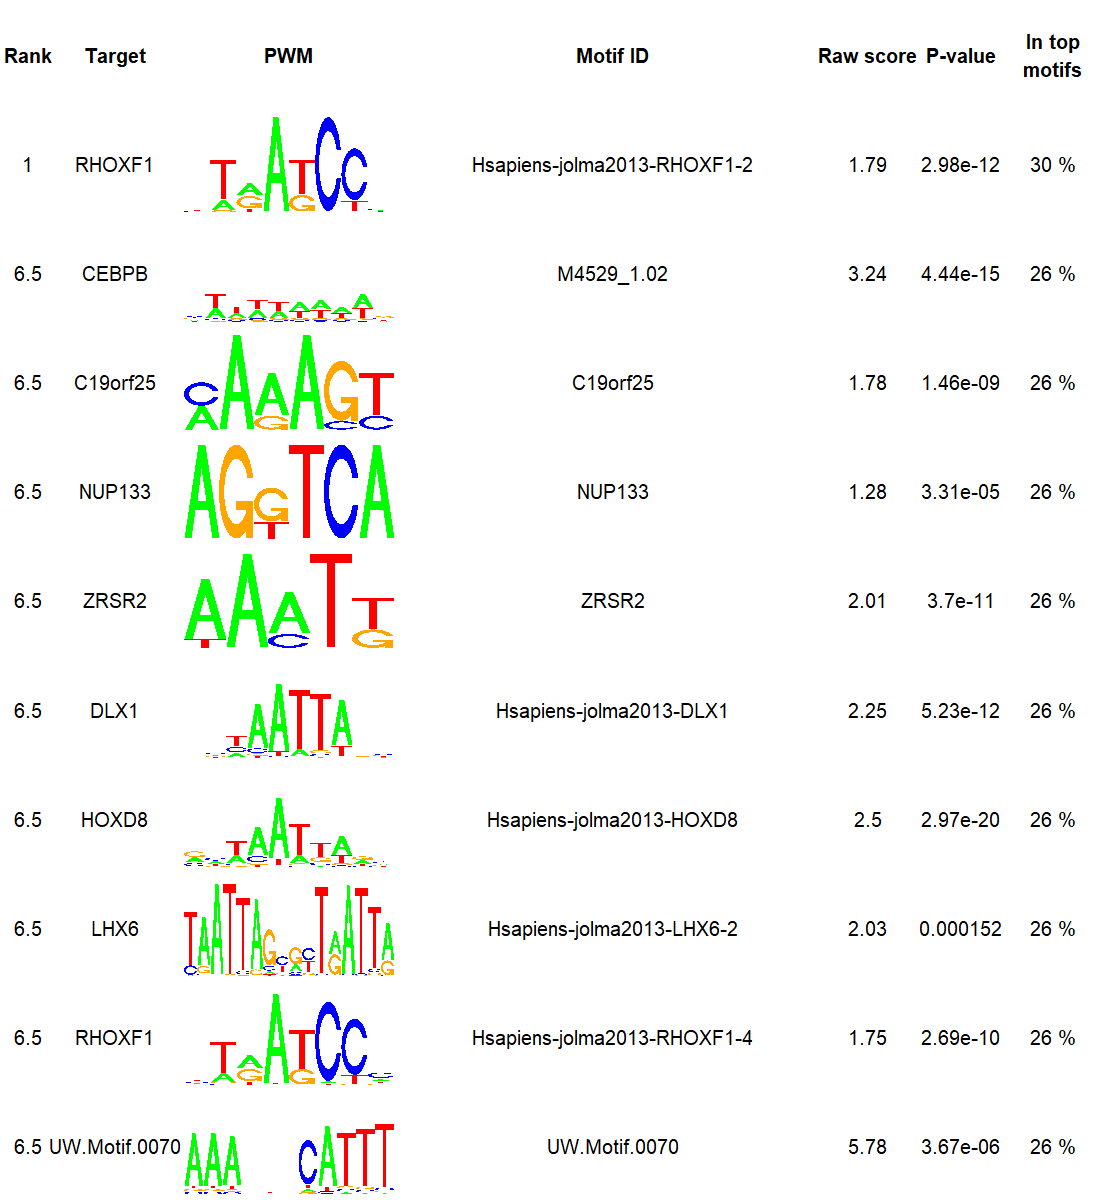 Rank Target PWM Motif ID Raw score P-value In top motifs
1 RHOXF1 Hsapiens-jolma2013-RHOXF1-2 1.79 2.98e-12 30 %
6.5 CEBPB M4529_1.02 3.24 4.44e-15 26 %
6.5 C19orf25 C19orf25 1.78 1.46e-09 26 %
6.5 NUP133 NUP133 1.28 3.31e-05 26 %
6.5 ZRSR2 ZRSR2 2.01 3.7e-11 26 %
6.5 DLX1 Hsapiens-jolma2013-DLX1 2.25 5.23e-12 26 %
6.5 HOXD8 Hsapiens-jolma2013-HOXD8 2.5 2.97e-20 26 %
6.5 LHX6 Hsapiens-jolma2013-LHX6-2 2.03 0.000152 26 %
6.5 RHOXF1 Hsapiens-jolma2013-RHOXF1-4 1.75 2.69e-10 26 %
6.5 UW.Motif.0070 UW.Motif.0070 5.78 3.67e-06 26 %